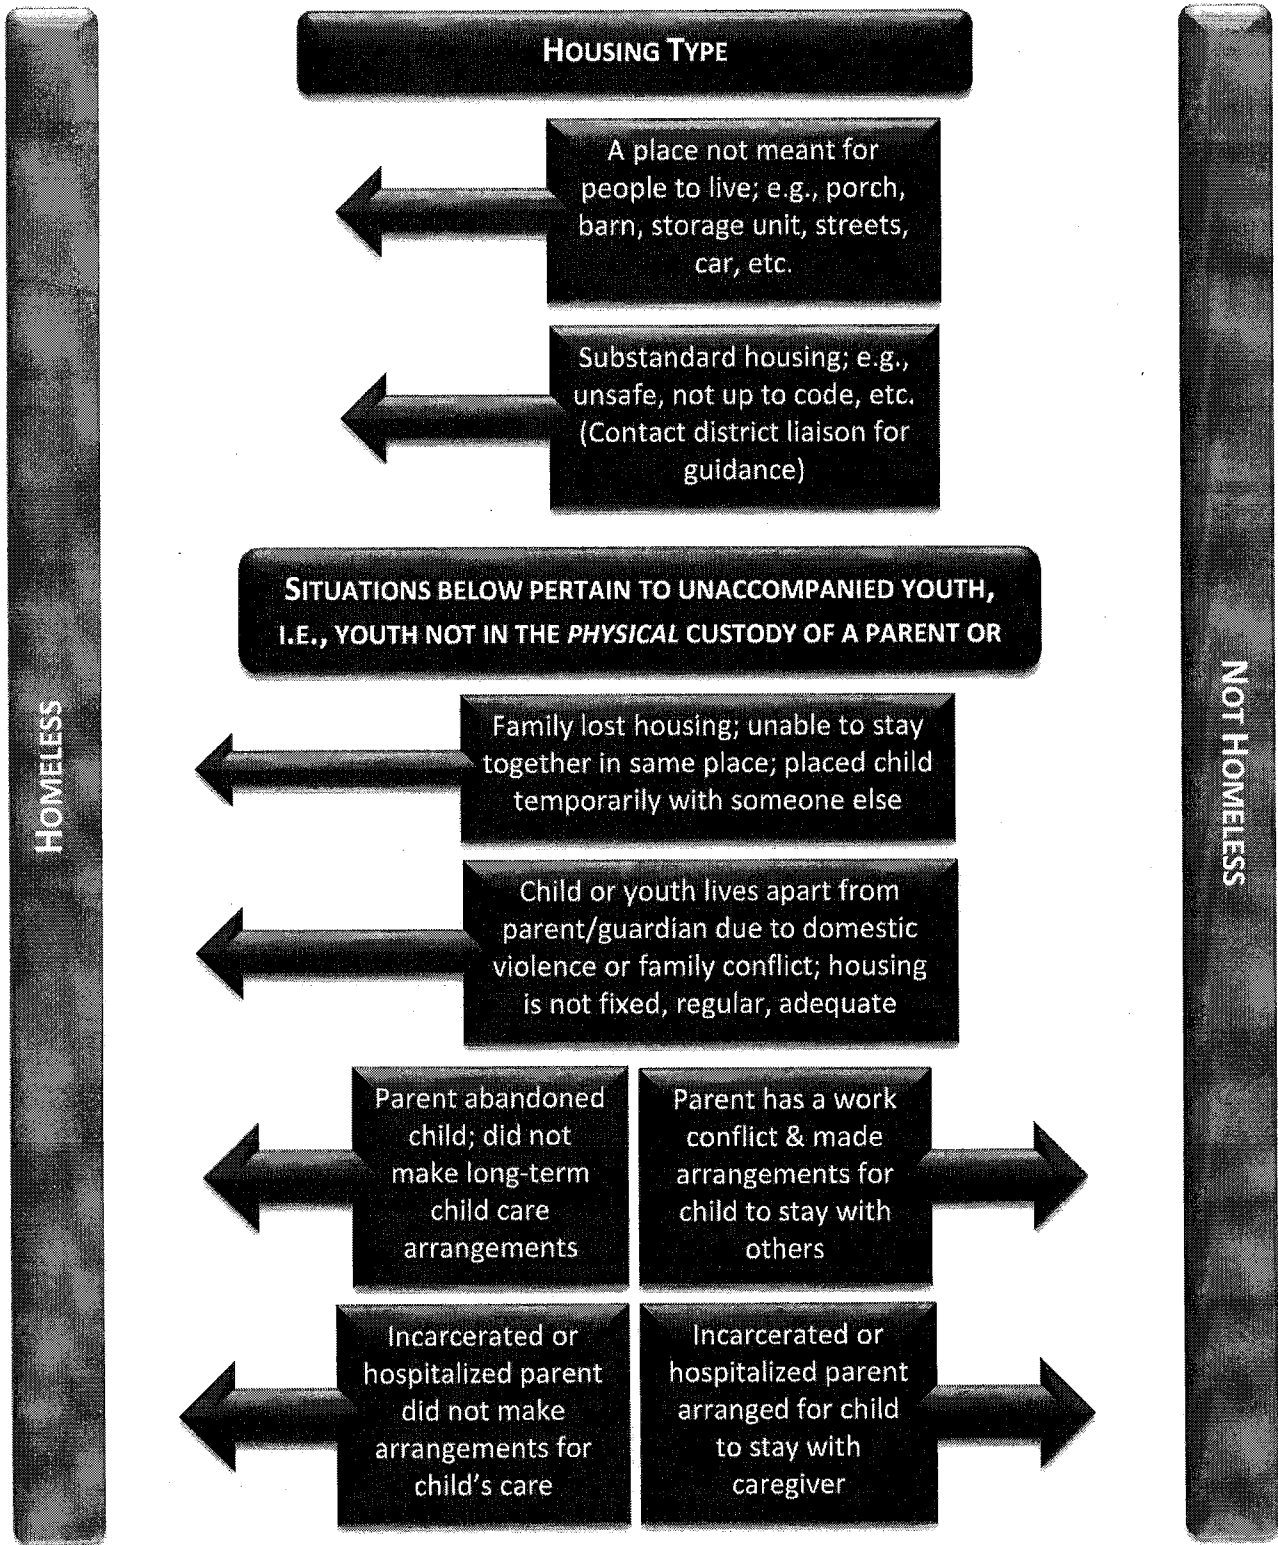 HOUSING TYPE
A place not meant for
people to live; e.g., porch,
barn, storage unit, streets,
car, etc.
Substandard housing; e.g.,
unsafe, not up to code, etc.
(Contact district liaison for
guidance)
SITUATIONS BELOW PERTAIN TO UNACCOMPANIED YOUTH,
I.E., YOUTH NOT IN THE PHYSICAL CUSTODY OF A PARENT OR
HOMELESS
NOT HOMELESS
Family lost housing; unable to stay
together in same place; placed child
temporarily with someone else
Child or youth lives apart from
parent/guardian due to domestic
violence or family conflict; housing
is not fixed, regular, adequate
Parent abandoned
child; did not
make long-term
child care
arrangements
Parent has a work
conflict & made
arrangements for
child to stay with
others
Incarcerated or
hospitalized parent
did not make
arrangements for
child's care
Incarcerated or
hospitalized parent
arranged for child
to stay with
caregiver